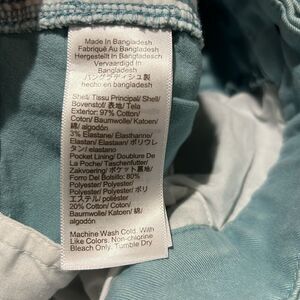 Made In Bangladesh
Fabriqué Au Bangladesh
Hergestellt In Bangladesch
Vervaardigd In
Bangladesh
バングラディシュ製
hecho en bangladesh
Shell/ Tissu Principal/ Shell/
Bovenstof/ 表地/ Tela
Exterior: 97% Cotton/
Coton/ Baumwolle/ Katoen/
綿/ algodón
3% Elastane/ Elasthanne/
Elastan/ Elastaan/ ポリウレ
タン/ elastano
Pocket Lining/ Doublure De
La Poche/ Taschenfutter/
Zakvoering/ ポケット裏地/
Forro Del Bolsillo: 80%
Polyester/ Polyester/
Polyester/ Polyester/ ポリ
エステル/ poliéster
20% Cotton/ Coton/
Baumwolle/ Katoen/ 綿/
algodón
Machine Wash Cold. With
Like Colors. Non-chlorine
Bleach Only. Tumble Dry